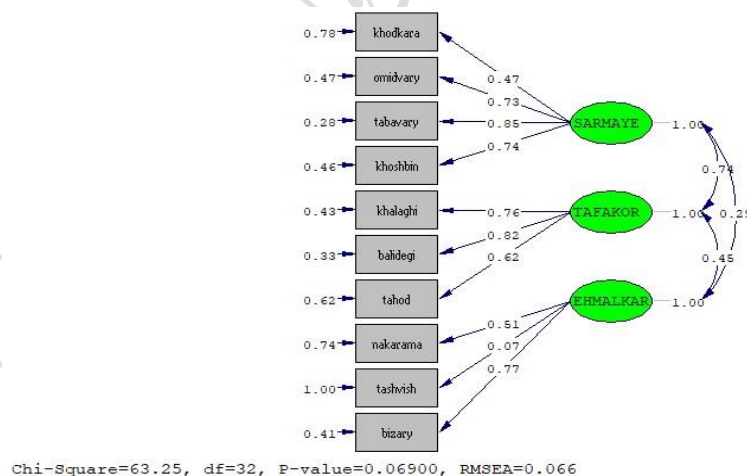 0.78 khodkara
0.47
0.47 omidvary
0.73
0.28 tabavary 0.85 SARMAYE 1.00
0.74
0.46 khoshbin
0.74
0.43 khalaghi 0.76
TAFAKOR 1.00 0.29
0.82
0.33 balidegi 0.45
0.62
0.62 tahod EHMALKAR 1.00
0.51
0.74 nakarama
0.07
0.77
1.00 tashvish
0.41 bizary
Chi-Square=63.25, df=32, P-value=0.06900, RMSEA=0.066